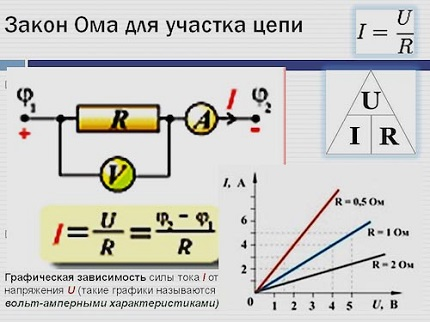 Закон Ома для участка цепи
I = U/R
φ₁
R
A
I
φ₂
+
-
V
U
I R
I = U/R = (φ₂ - φ₁)/R
I, A
R = 0,5 Ом
R = 1 Ом
R = 2 Ом
6
4
2
0
1 2 3 4 5 U, В
Графическая зависимость силы тока I от
напряжения U (такие графики называются
вольт-амперными характеристиками)